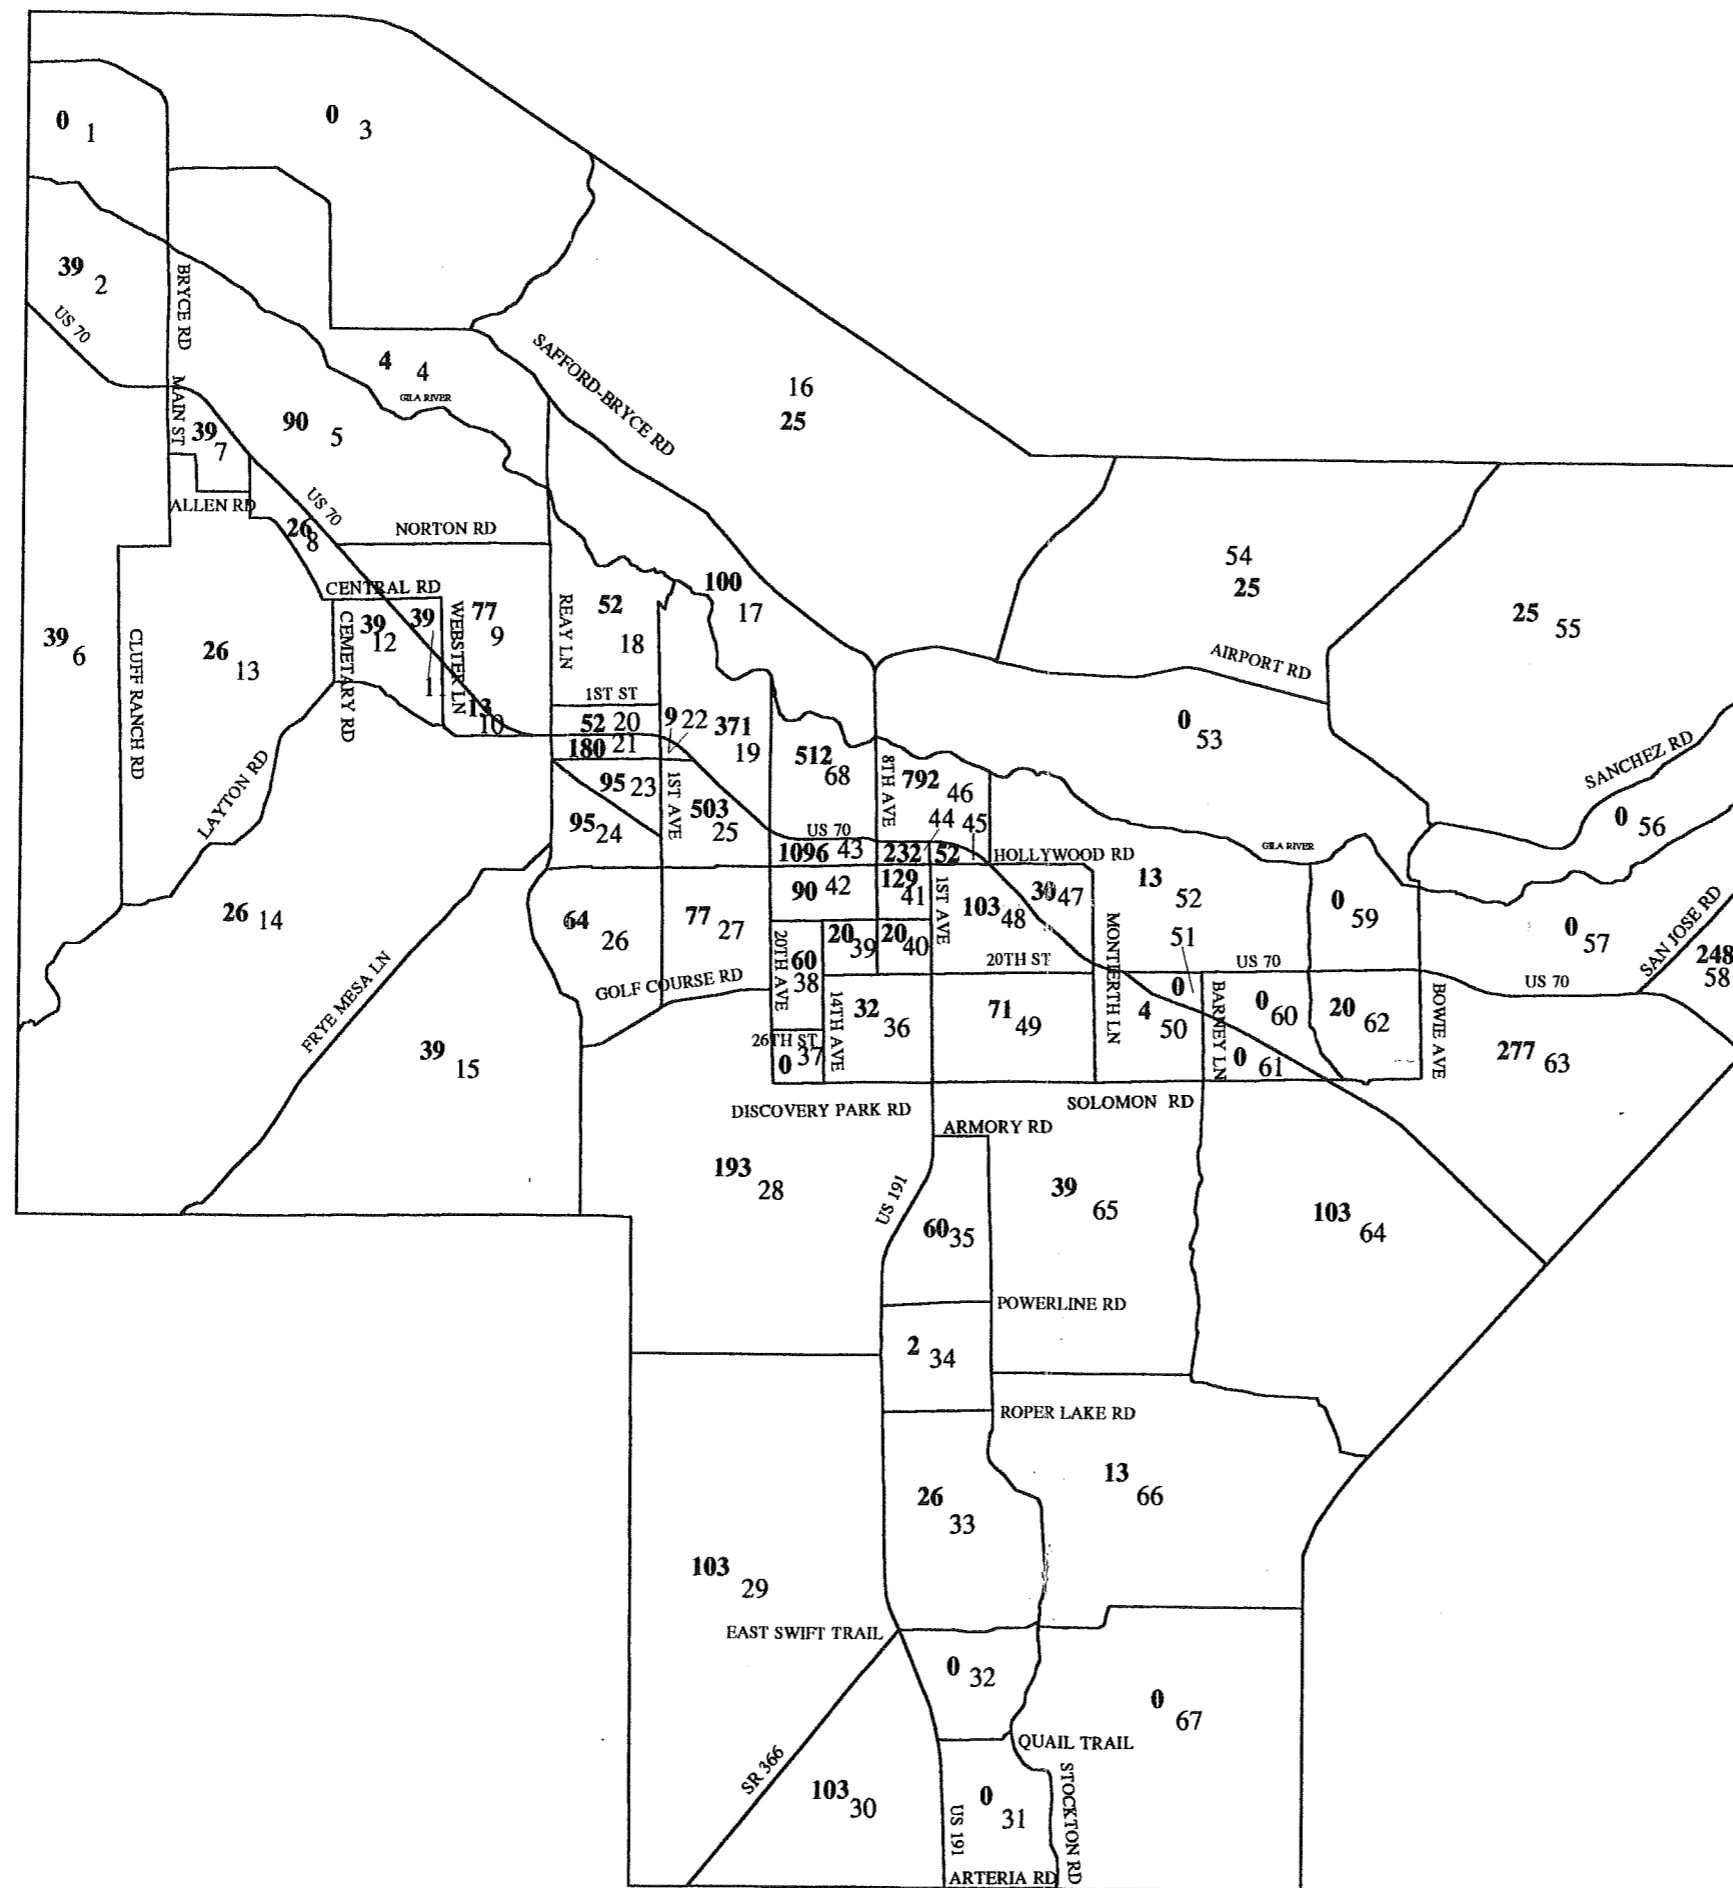 0 1
0 3
39 2
US 70
BRYCE RD
MAIN ST
4 4
GILA RIVER
SAFFORD-BRYCE RD
16
25
90 5
39 7
ALLEN RD
US 70
26 8
NORTON RD
54
25
25 55
100 17
CENTRAL RD
39 12
39 11
WEBSTER LN
77 9
REAY LN
52 18
39 6
CLUFF RANCH RD
26 13
CEMETARY RD
AIRPORT RD
13 10
1ST ST
52 20
9 22
371 19
180 21
0 53
SANCHEZ RD
LAYTON RD
95 23
1ST AVE
503 25
512 68
8TH AVE
792 46
44 45
0 56
95 24
US 70
1096 43
232 52
HOLLYWOOD RD
GILA RIVER
26 14
64 26
77 27
90 42
129 41
1ST AVE
103 48
30 47
13 52
0 59
0 57
SAN JOSE RD
248 58
20TH AVE
60 38
20 39
20 40
MONTIERTH LN
51
20TH ST
US 70
US 70
FRYE MESA LN
GOLF COURSE RD
14TH AVE
32 36
71 49
0
4 50
BARNEY LN
0 60
20 62
BOWIE AVE
39 15
26TH ST
0 37
0 61
277 63
DISCOVERY PARK RD
SOLOMON RD
ARMORY RD
193 28
US 191
60 35
39 65
103 64
POWERLINE RD
2 34
ROPER LAKE RD
26 33
13 66
103 29
EAST SWIFT TRAIL
0 32
0 67
QUAIL TRAIL
SR 366
103 30
US 191
0 31
STOCKTON RD
ARTERIA RD